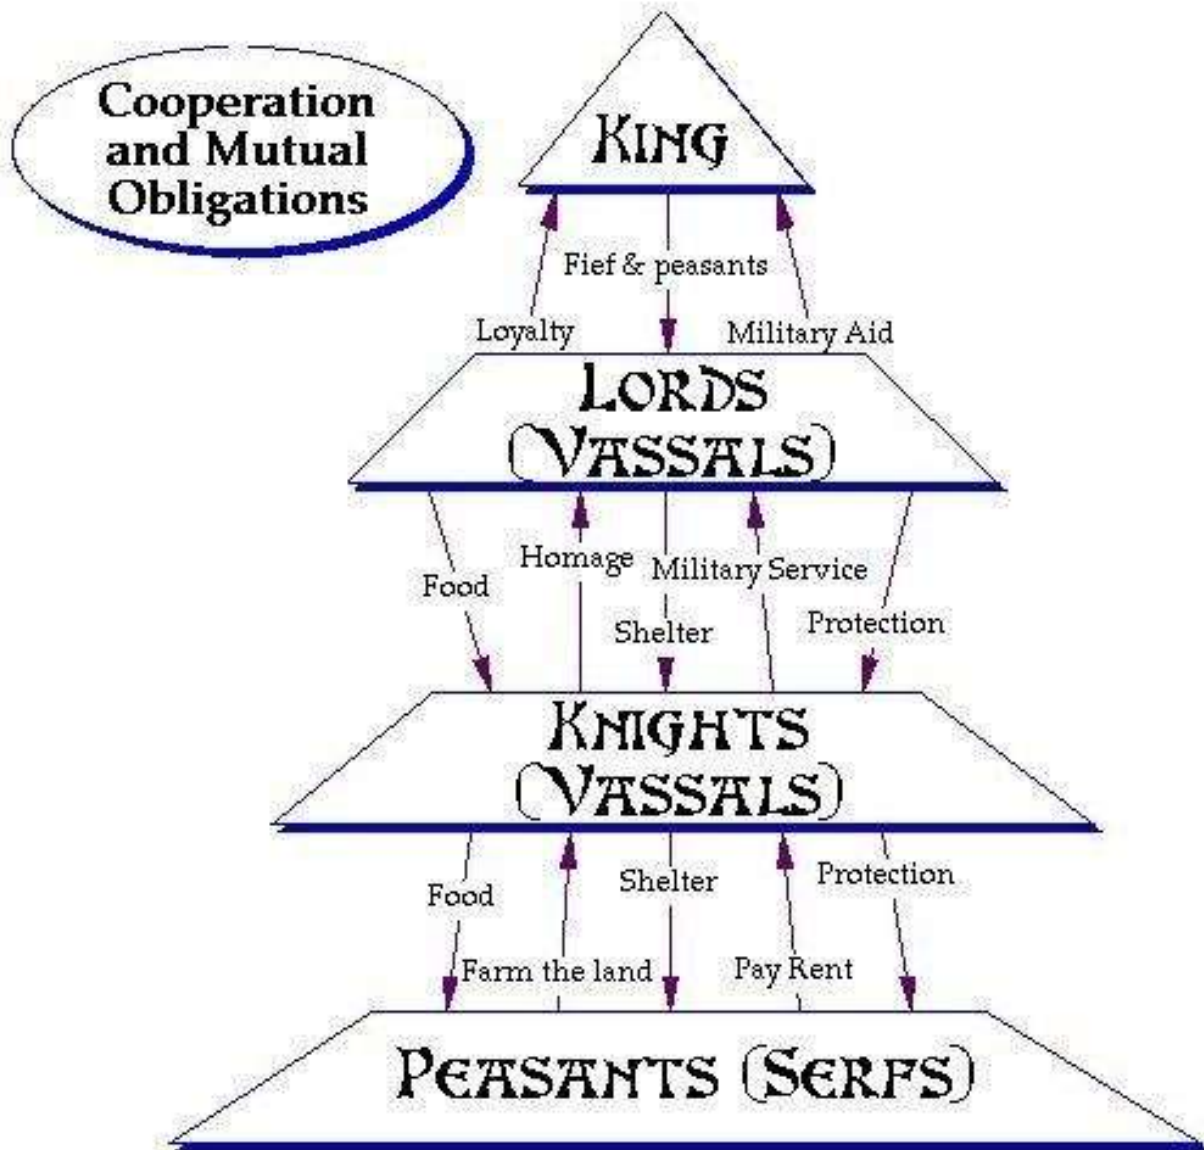 Cooperation
and Mutual
Obligations
KING
Fief & peasants
Loyalty
Military Aid
LORDS
(VASSALS)
Homage
Military Service
Food
Shelter
Protection
KNIGHTS
(VASSALS)
Food
Shelter
Protection
Farm the land
Pay Rent
PEASANTS (SERFS)